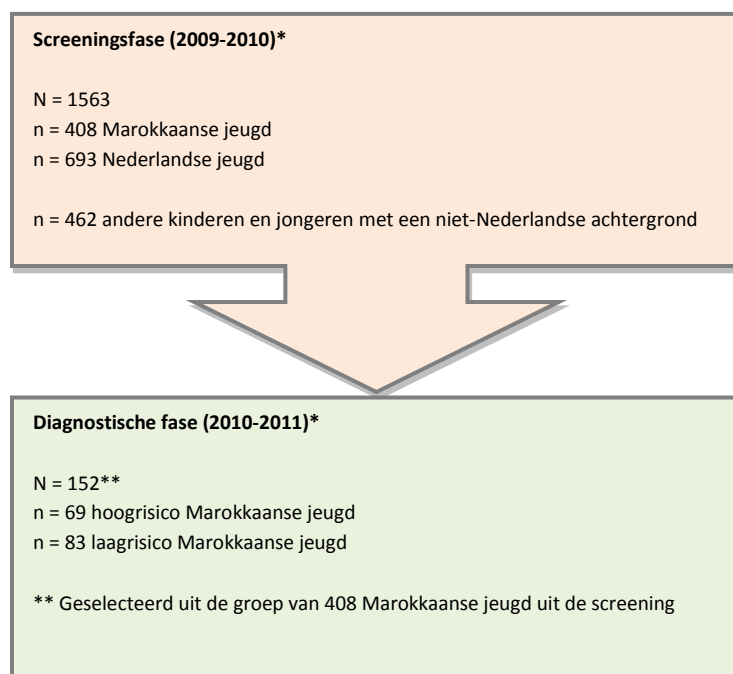 Screeningsfase (2009-2010)*
N = 1563
n = 408 Marokkaanse jeugd
n = 693 Nederlandse jeugd
n = 462 andere kinderen en jongeren met een niet-Nederlandse achtergrond
Diagnostische fase (2010-2011)*
N = 152**
n = 69 hoogrisico Marokkaanse jeugd
n = 83 laagrisico Marokkaanse jeugd
** Geselecteerd uit de groep van 408 Marokkaanse jeugd uit de screening